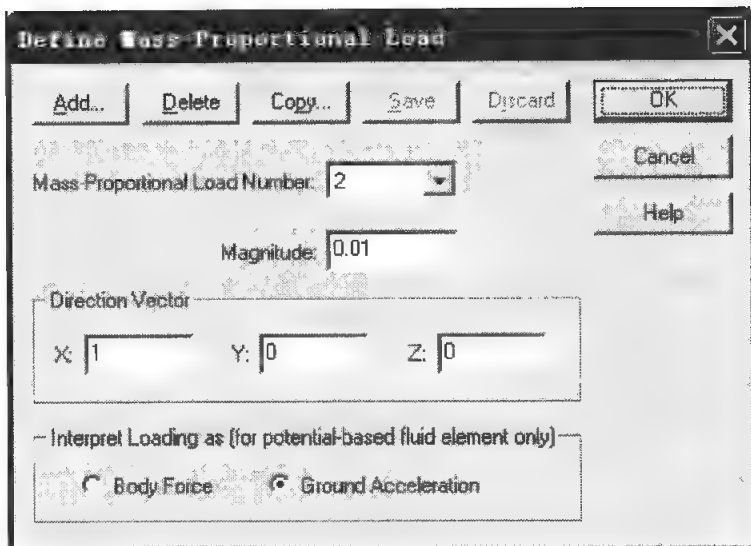 Define Mass-Proportional Load
Add... Delete Copy... Save Discard OK
Cancel
Mass-Proportional Load Number: 2
Help
Magnitude: 0.01
Direction Vector
X: 1 Y: 0 Z: 0
Interpret Loading as (for potential-based fluid element only)
Body Force Ground Acceleration